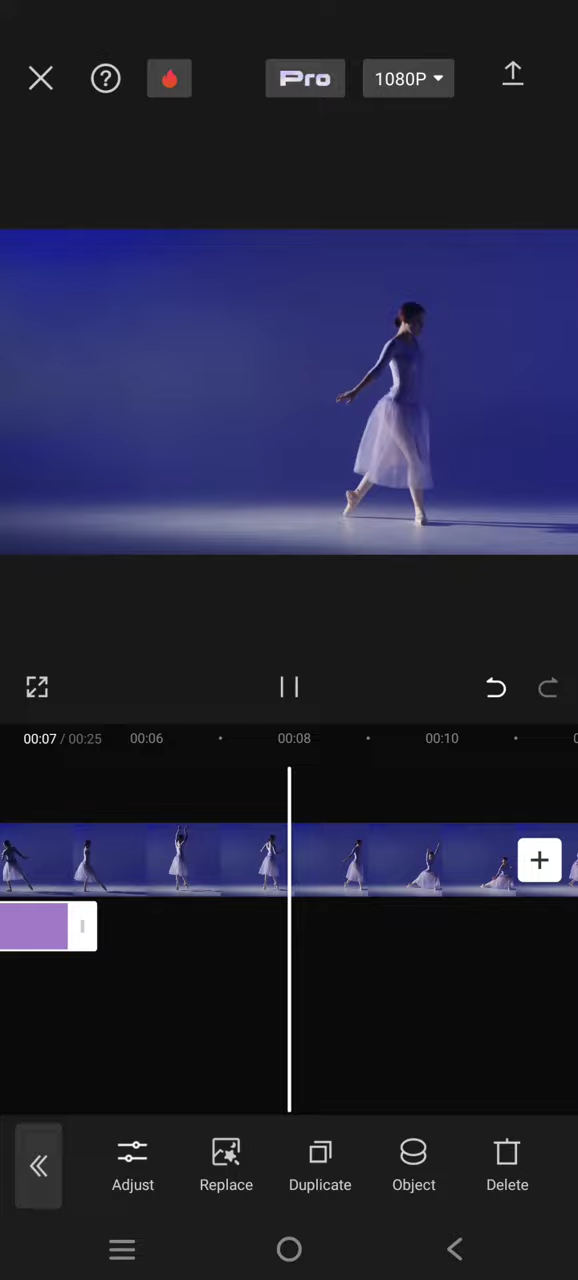 Pro
1080P
00:07 / 00:25
00:06
00:08
00:10
Adjust
Replace
Duplicate
Object
Delete